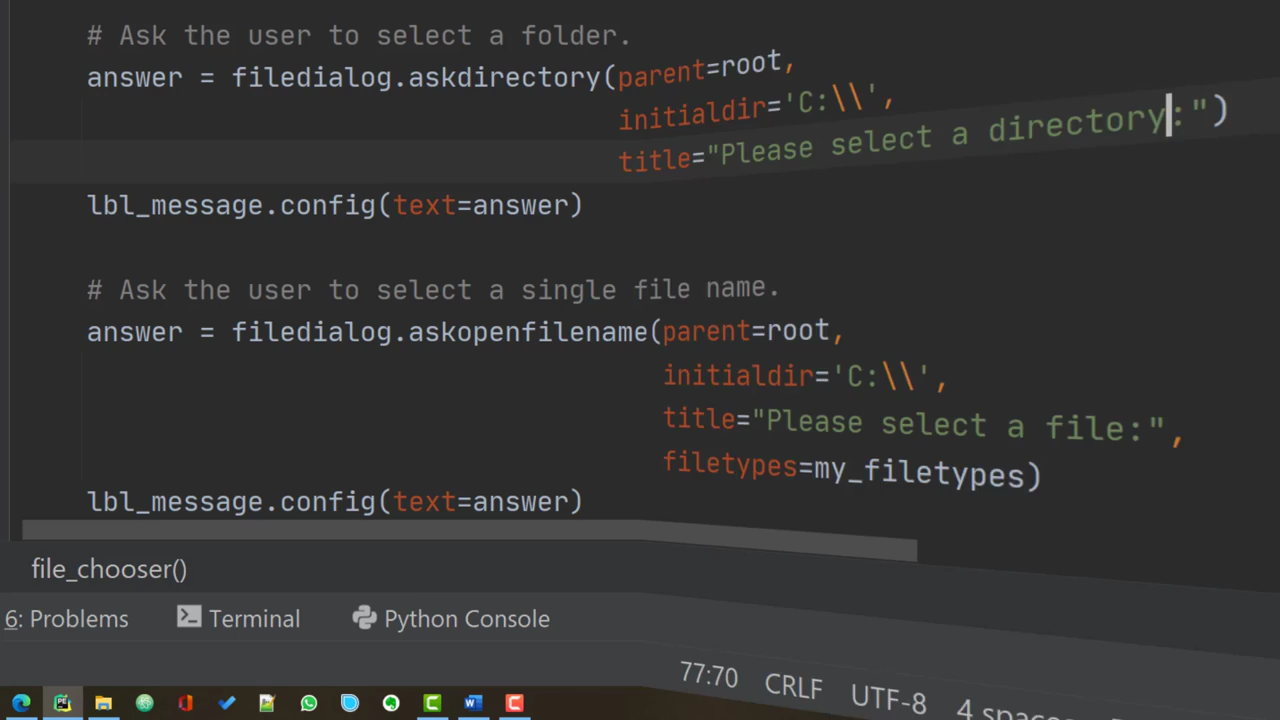 # Ask the user to select a folder.
answer = filedialog.askdirectory(parent=root,
initialdir='C:\\',
title="Please select a directory:")
lbl_message.config(text=answer)
# Ask the user to select a single file name.
answer = filedialog.askopenfilename(parent=root,
initialdir='C:\\',
title="Please select a file:",
filetypes=my_filetypes)
lbl_message.config(text=answer)
file_chooser()
6: Problems Terminal Python Console
77:70 CRLF UTF-8 4 spaces